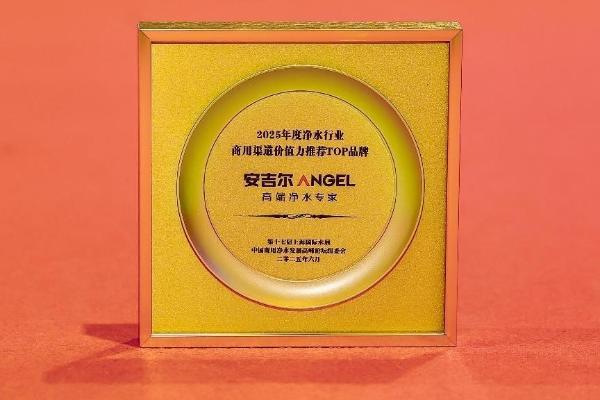 2025年度净水行业
商用渠道价值力推荐TOP品牌
安吉尔 ANGEL
高端净水专家
第十七届上海国际水展
中国商用净水发展高峰论坛组委会
二零二五年六月